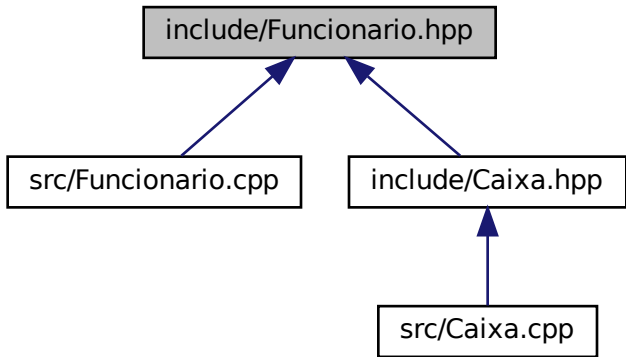 include/Funcionario.hpp
src/Funcionario.cpp
include/Caixa.hpp
src/Caixa.cpp